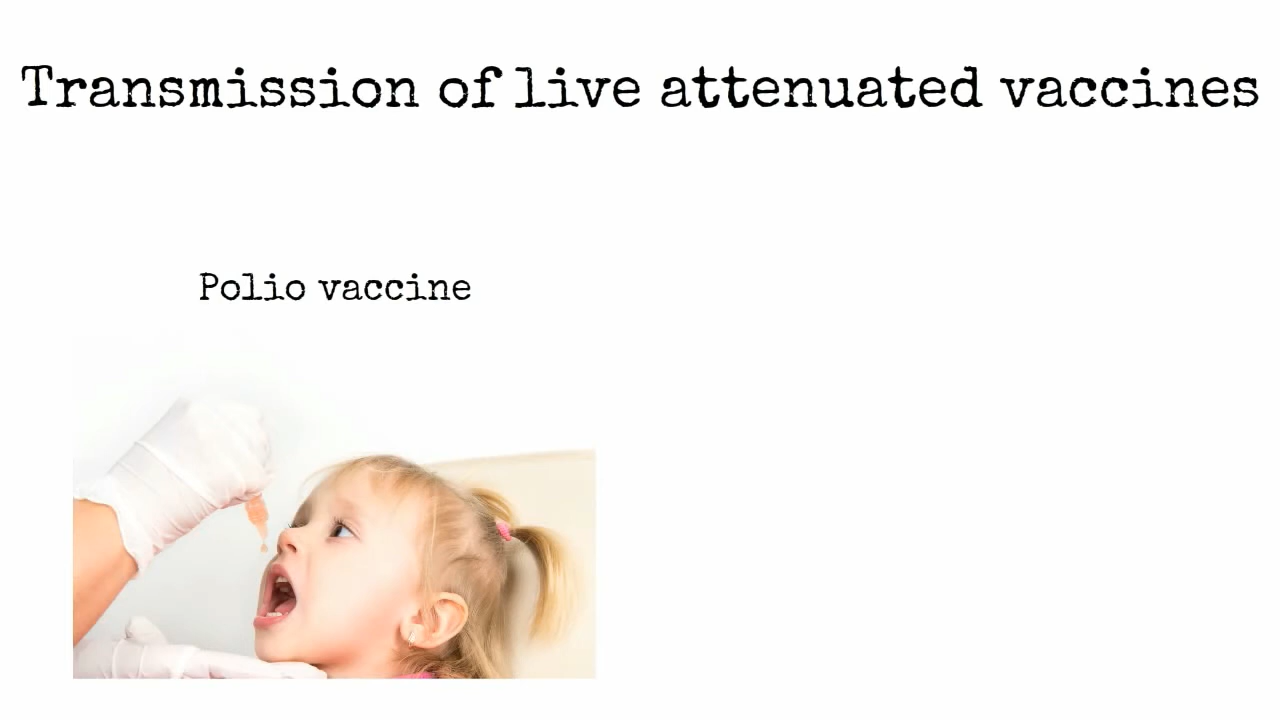 Transmission of live attenuated vaccines
Polio vaccine